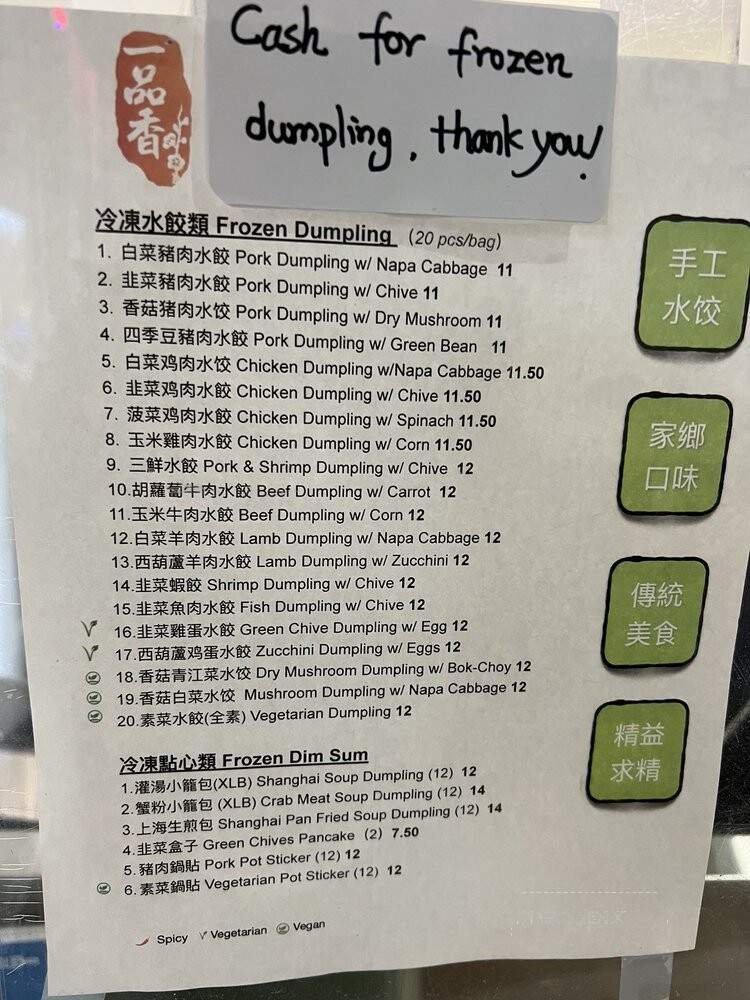 一品香
Cash for frozen
dumpling, thank you!
冷凍水餃類 Frozen Dumpling (20 pcs/bag)
1. 白菜豬肉水餃 Pork Dumpling w/ Napa Cabbage 11
2. 韭菜豬肉水餃 Pork Dumpling w/ Chive 11
3. 香菇猪肉水饺 Pork Dumpling w/ Dry Mushroom 11
4. 四季豆豬肉水餃 Pork Dumpling w/ Green Bean 11
5. 白菜鸡肉水饺 Chicken Dumpling w/Napa Cabbage 11.50
6. 韭菜鸡肉水餃 Chicken Dumpling w/ Chive 11.50
7. 菠菜鸡肉水餃 Chicken Dumpling w/ Spinach 11.50
8. 玉米雞肉水餃 Chicken Dumpling w/ Corn 11.50
9. 三鮮水餃 Pork & Shrimp Dumpling w/ Chive 12
10.胡蘿蔔牛肉水餃 Beef Dumpling w/ Carrot 12
11.玉米牛肉水餃 Beef Dumpling w/ Corn 12
12.白菜羊肉水餃 Lamb Dumpling w/ Napa Cabbage 12
13.西葫蘆羊肉水餃 Lamb Dumpling w/ Zucchini 12
14.韭菜蝦餃 Shrimp Dumpling w/ Chive 12
15.韭菜魚肉水餃 Fish Dumpling w/ Chive 12
16.韭菜雞蛋水餃 Green Chive Dumpling w/ Egg 12
17.西葫蘆鸡蛋水餃 Zucchini Dumpling w/ Eggs 12
18.香菇青江菜水饺 Dry Mushroom Dumpling w/ Bok-Choy 12
19.香菇白菜水饺 Mushroom Dumpling w/ Napa Cabbage 12
20.素菜水餃(全素) Vegetarian Dumpling 12
冷凍點心類 Frozen Dim Sum
1.灌湯小籠包(XLB) Shanghai Soup Dumpling (12) 12
2.蟹粉小籠包 (XLB) Crab Meat Soup Dumpling (12) 14
3.上海生煎包 Shanghai Pan Fried Soup Dumpling (12) 14
4.韭菜盒子 Green Chives Pancake (2) 7.50
5.豬肉鍋貼 Pork Pot Sticker (12) 12
6.素菜鍋貼 Vegetarian Pot Sticker (12) 12
Spicy Vegetarian Vegan
手工
水饺
家鄉
口味
傳統
美食
精益
求精